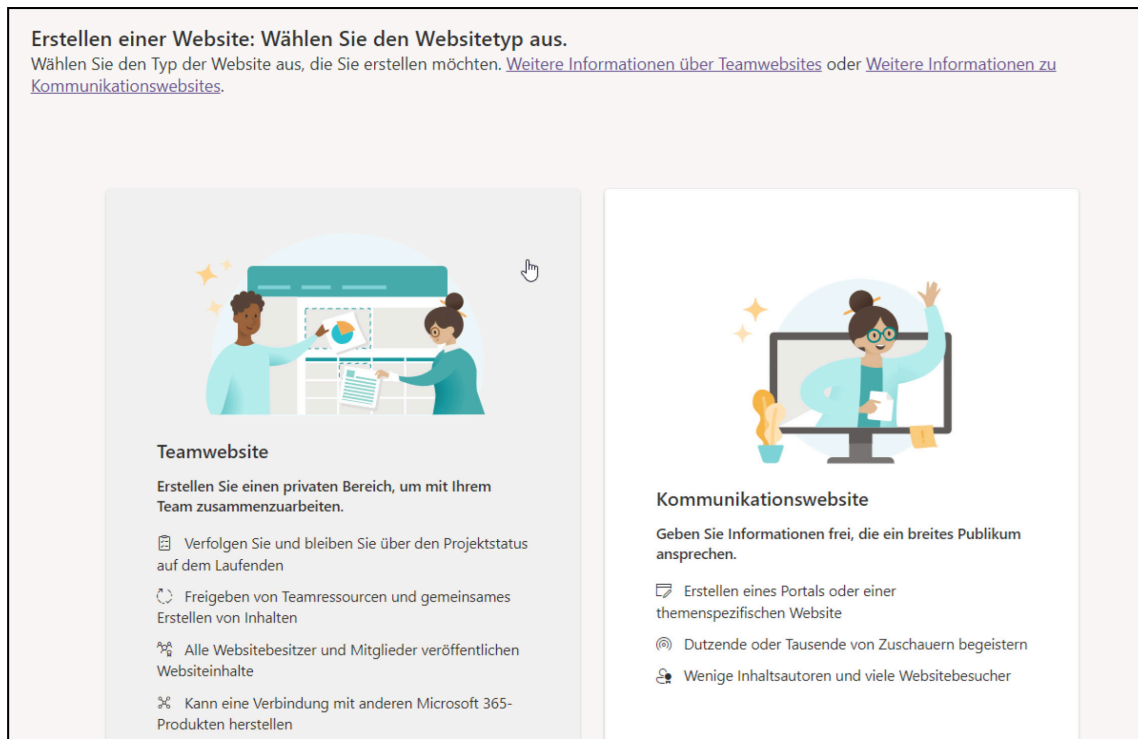 Erstellen einer Website: Wählen Sie den Websitetyp aus.
Wählen Sie den Typ der Website aus, die Sie erstellen möchten. Weitere Informationen über Teamwebsites oder Weitere Informationen zu
Kommunikationswebsites.
Teamwebsite
Erstellen Sie einen privaten Bereich, um mit Ihrem
Team zusammenzuarbeiten.
Verfolgen Sie und bleiben Sie über den Projektstatus
auf dem Laufenden
Freigeben von Teamressourcen und gemeinsames
Erstellen von Inhalten
Alle Websitebesitzer und Mitglieder veröffentlichen
Websiteinhalte
Kann eine Verbindung mit anderen Microsoft 365-
Produkten herstellen
Kommunikationswebsite
Geben Sie Informationen frei, die ein breites Publikum
ansprechen.
Erstellen eines Portals oder einer
themenspezifischen Website
Dutzende oder Tausende von Zuschauern begeistern
Wenige Inhaltsautoren und viele Websitebesucher